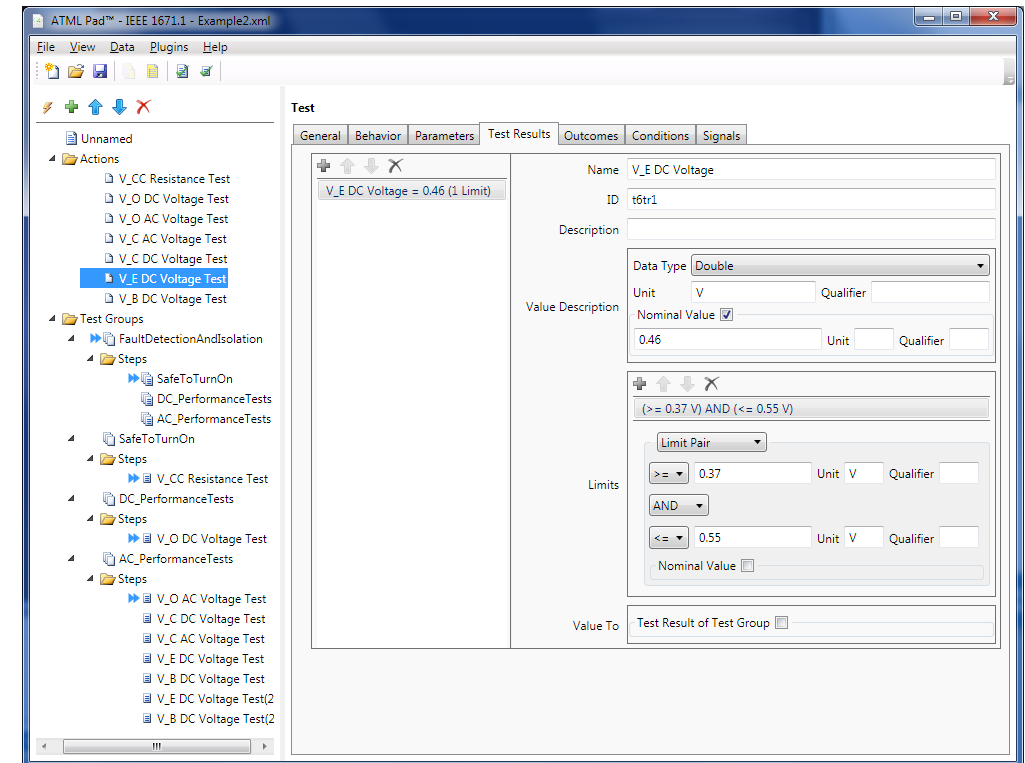 ATML Pad™ - IEEE 1671.1 - Example2.xml
File View Data Plugins Help
Unnamed
Actions
V_CC Resistance Test
V_O DC Voltage Test
V_O AC Voltage Test
V_C AC Voltage Test
V_C DC Voltage Test
V_E DC Voltage Test
V_B DC Voltage Test
Test Groups
FaultDetectionAndIsolation
Steps
SafeToTurnOn
DC_PerformanceTests
AC_PerformanceTests
SafeToTurnOn
Steps
V_CC Resistance Test
DC_PerformanceTests
Steps
V_O DC Voltage Test
AC_PerformanceTests
Steps
V_O AC Voltage Test
V_C DC Voltage Test
V_C AC Voltage Test
V_E DC Voltage Test
V_B DC Voltage Test
V_E DC Voltage Test(2
V_B DC Voltage Test(2
Test
General Behavior Parameters Test Results Outcomes Conditions Signals
V_E DC Voltage = 0.46 (1 Limit)
Name V_E DC Voltage
ID t6tr1
Description
Value Description
Data Type Double
Unit V Qualifier
Nominal Value
0.46 Unit Qualifier
Limits
(>= 0.37 V) AND (<= 0.55 V)
Limit Pair
>= 0.37 Unit V Qualifier
AND
<= 0.55 Unit V Qualifier
Nominal Value
Value To Test Result of Test Group